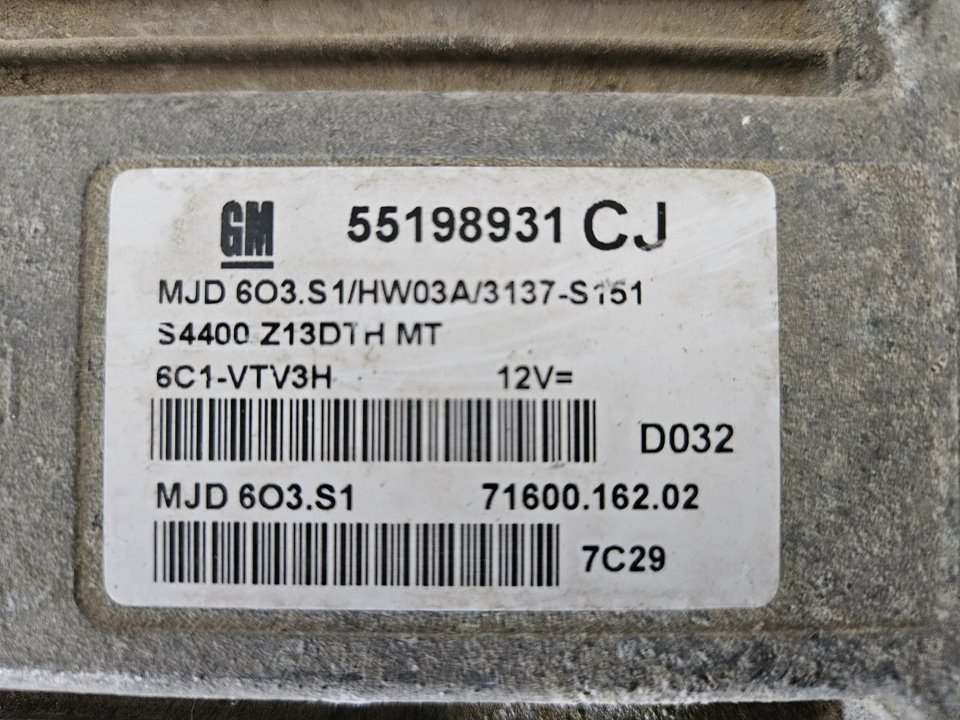 GM 55198931 CJ
MJD 6O3.S1/HW03A/3137-S151
S4400 Z13DTH MT
6C1-VTV3H 12V=
D032
MJD 6O3.S1 71600.162.02
7C29